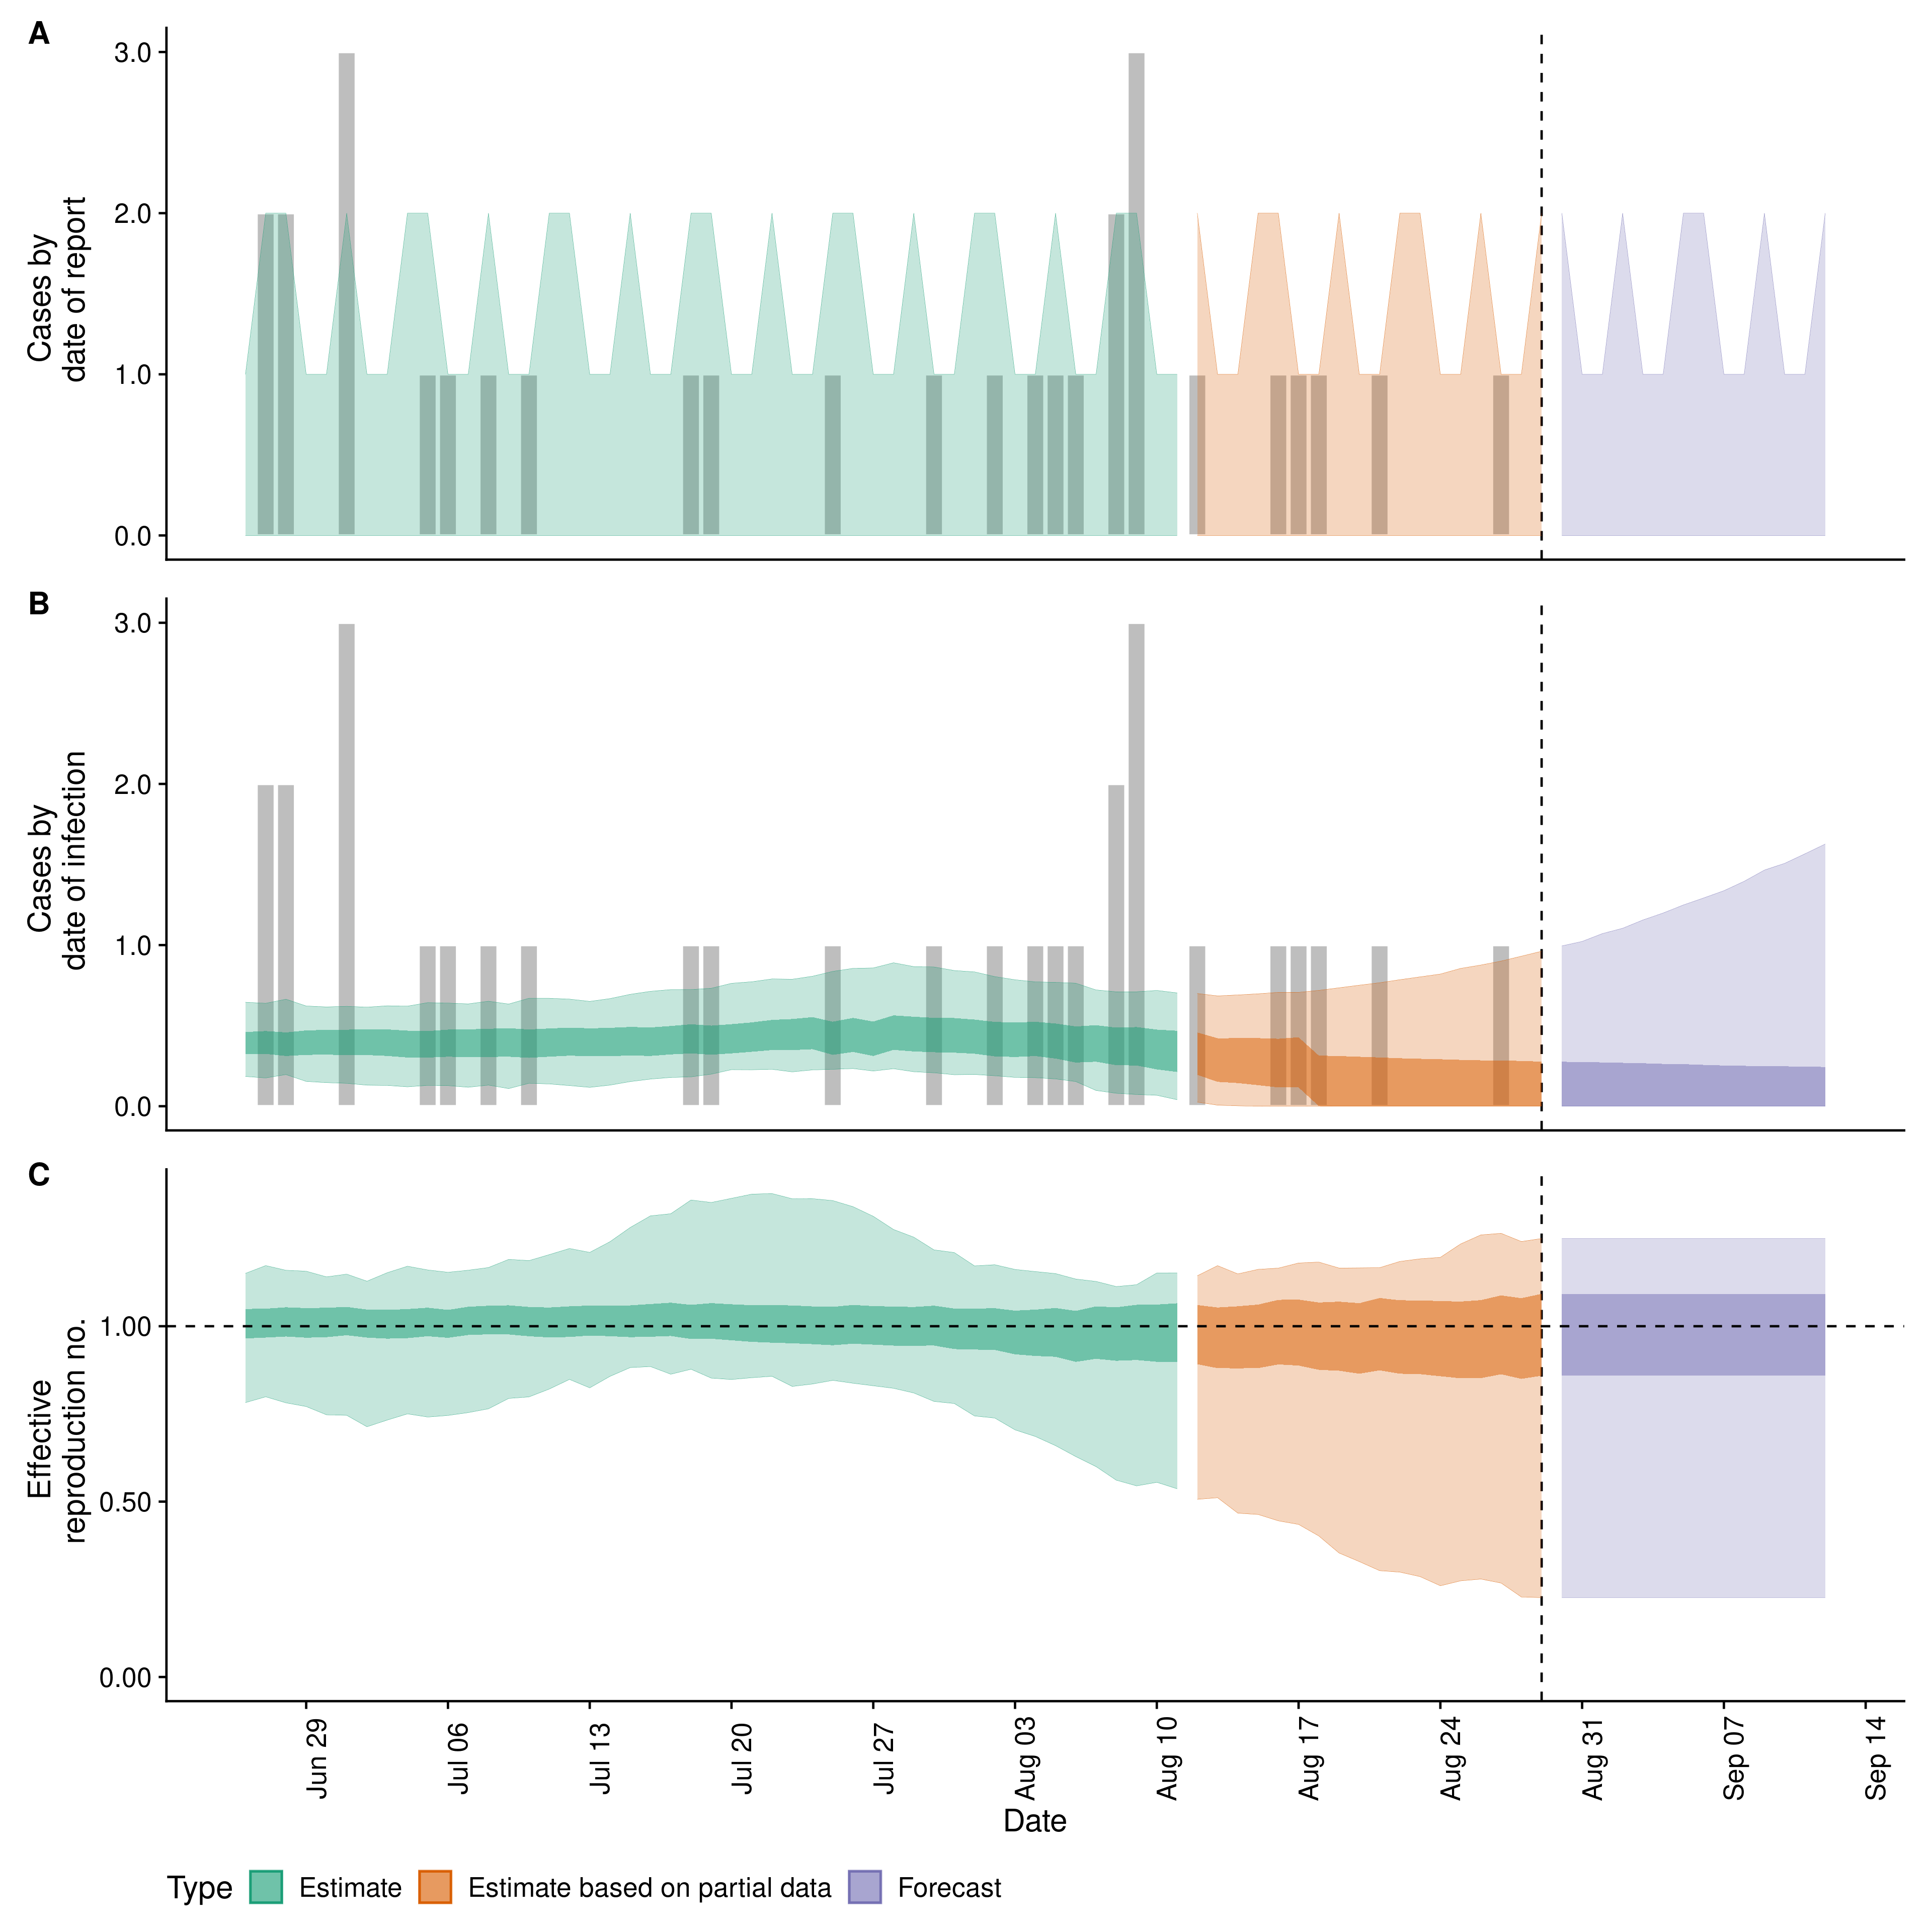 A
Cases by
date of report
3.0
2.0
1.0
0.0
B
Cases by
date of infection
3.0
2.0
1.0
0.0
C
Effective
reproduction no.
1.00
0.50
0.00
Jun 29
Jul 06
Jul 13
Jul 20
Jul 27
Aug 03
Aug 10
Aug 17
Aug 24
Aug 31
Sep 07
Sep 14
Date
Type Estimate Estimate based on partial data Forecast